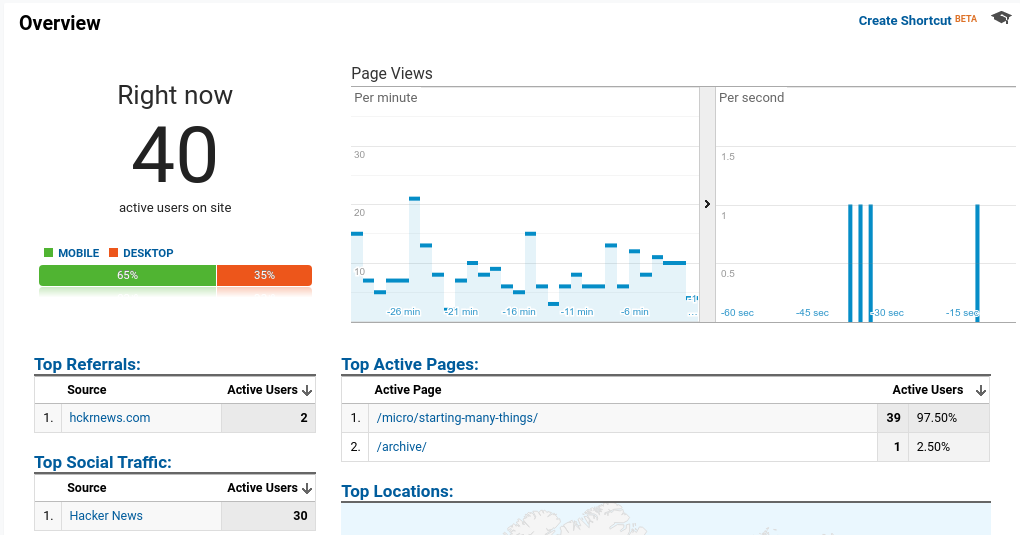 Overview
Create Shortcut BETA
Right now
40
active users on site
MOBILE DESKTOP
65% 35%
Page Views
Per minute
30
20
10
-26 min -21 min -16 min -11 min -6 min
...
Per second
1.5
1
0.5
-60 sec -45 sec -30 sec -15 sec
Top Referrals:
Source Active Users
1. hckrnews.com 2
Top Social Traffic:
Source Active Users
1. Hacker News 30
Top Active Pages:
Active Page Active Users
1. /micro/starting-many-things/ 39 97.50%
2. /archive/ 1 2.50%
Top Locations: